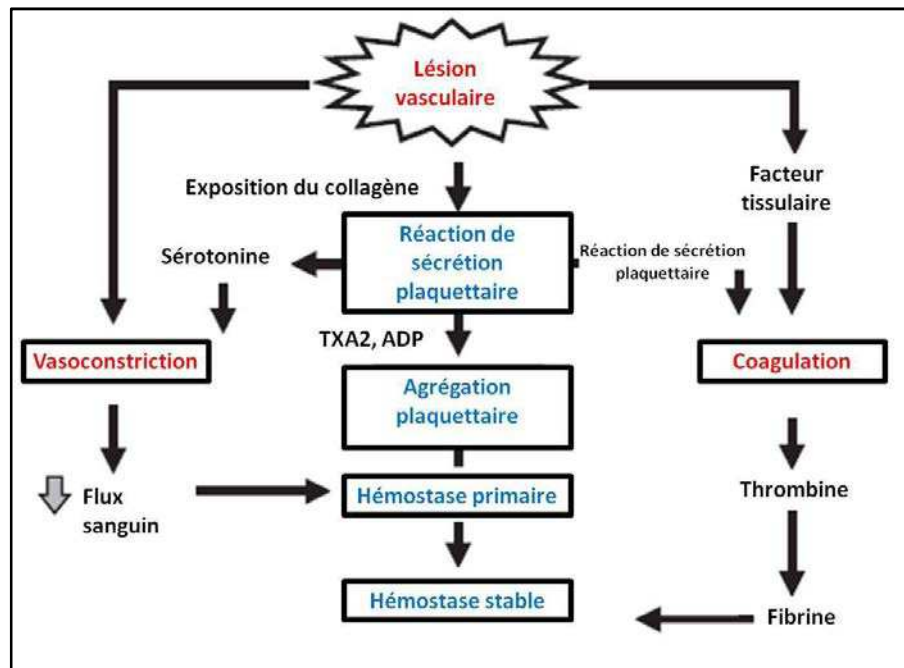 Lésion
vasculaire
Exposition du collagène
Facteur
tissulaire
Réaction de
sécrétion
plaquettaire
Sérotonine
Réaction de sécrétion
plaquettaire
TXA2, ADP
Vasoconstriction
Coagulation
Agrégation
plaquettaire
Flux
sanguin
Hémostase primaire
Thrombine
Hémostase stable
Fibrine